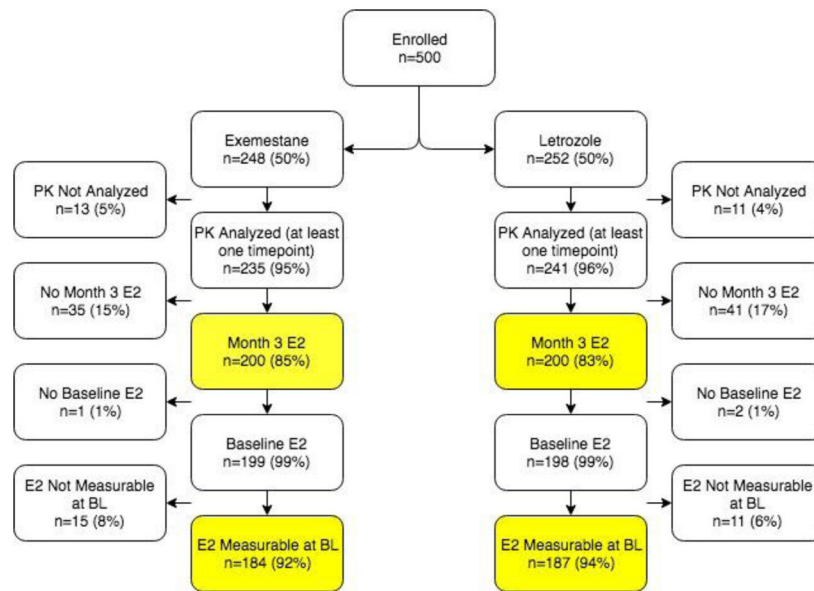 Enrolled
n=500
Exemestane
n=248 (50%)
Letrozole
n=252 (50%)
PK Not Analyzed
n=13 (5%)
PK Not Analyzed
n=11 (4%)
PK Analyzed (at least
one timepoint)
n=235 (95%)
PK Analyzed (at least
one timepoint)
n=241 (96%)
No Month 3 E2
n=35 (15%)
No Month 3 E2
n=41 (17%)
Month 3 E2
n=200 (85%)
Month 3 E2
n=200 (83%)
No Baseline E2
n=1 (1%)
No Baseline E2
n=2 (1%)
Baseline E2
n=199 (99%)
Baseline E2
n=198 (99%)
E2 Not Measurable
at BL
n=15 (8%)
E2 Not Measurable
at BL
n=11 (6%)
E2 Measurable at BL
n=184 (92%)
E2 Measurable at BL
n=187 (94%)